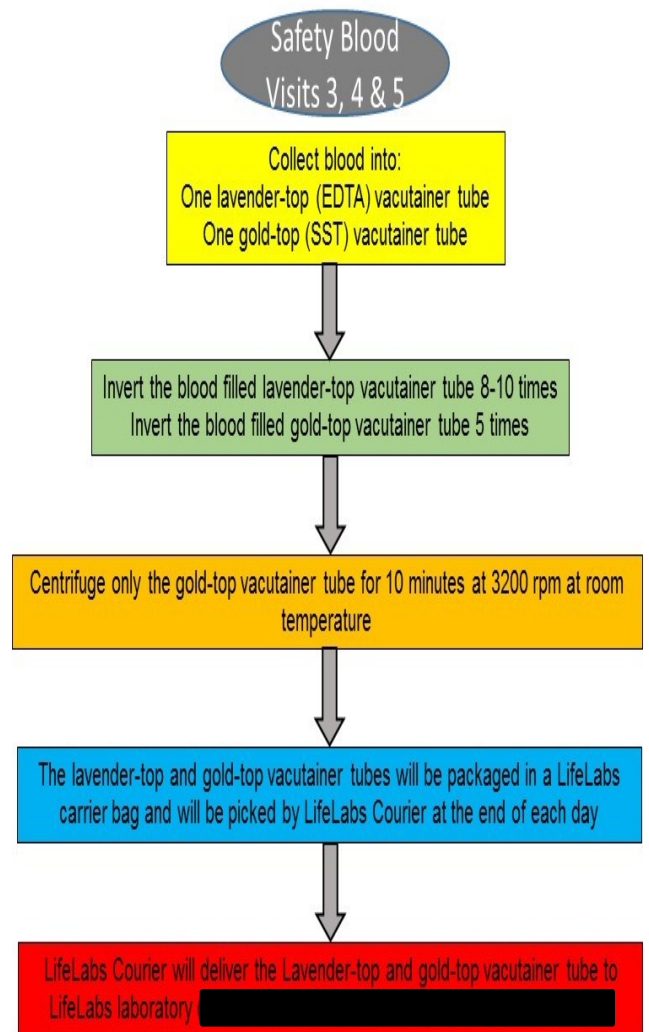 Safety Blood
Visits 3, 4 & 5
Collect blood into:
One lavender-top (EDTA) vacutainer tube
One gold-top (SST) vacutainer tube
Invert the blood filled lavender-top vacutainer tube 8-10 times
Invert the blood filled gold-top vacutainer tube 5 times
Centrifuge only the gold-top vacutainer tube for 10 minutes at 3200 rpm at room
temperature
The lavender-top and gold-top vacutainer tubes will be packaged in a LifeLabs
carrier bag and will be picked by LifeLabs Courier at the end of each day
LifeLabs Courier will deliver the Lavender-top and gold-top vacutainer tube to
LifeLabs laboratory (